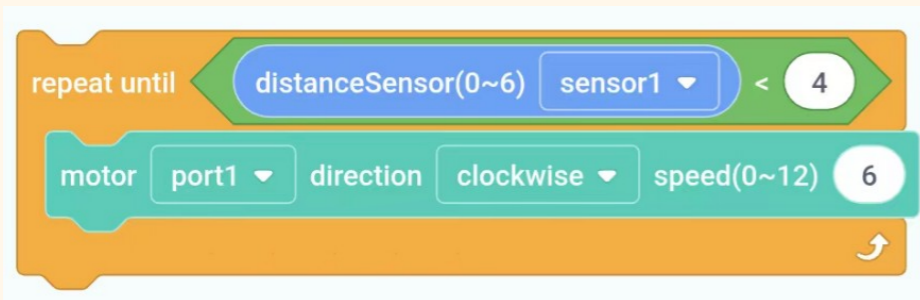 repeat until distanceSensor(0~6) sensor1 < 4
motor port1 direction clockwise speed(0~12) 6